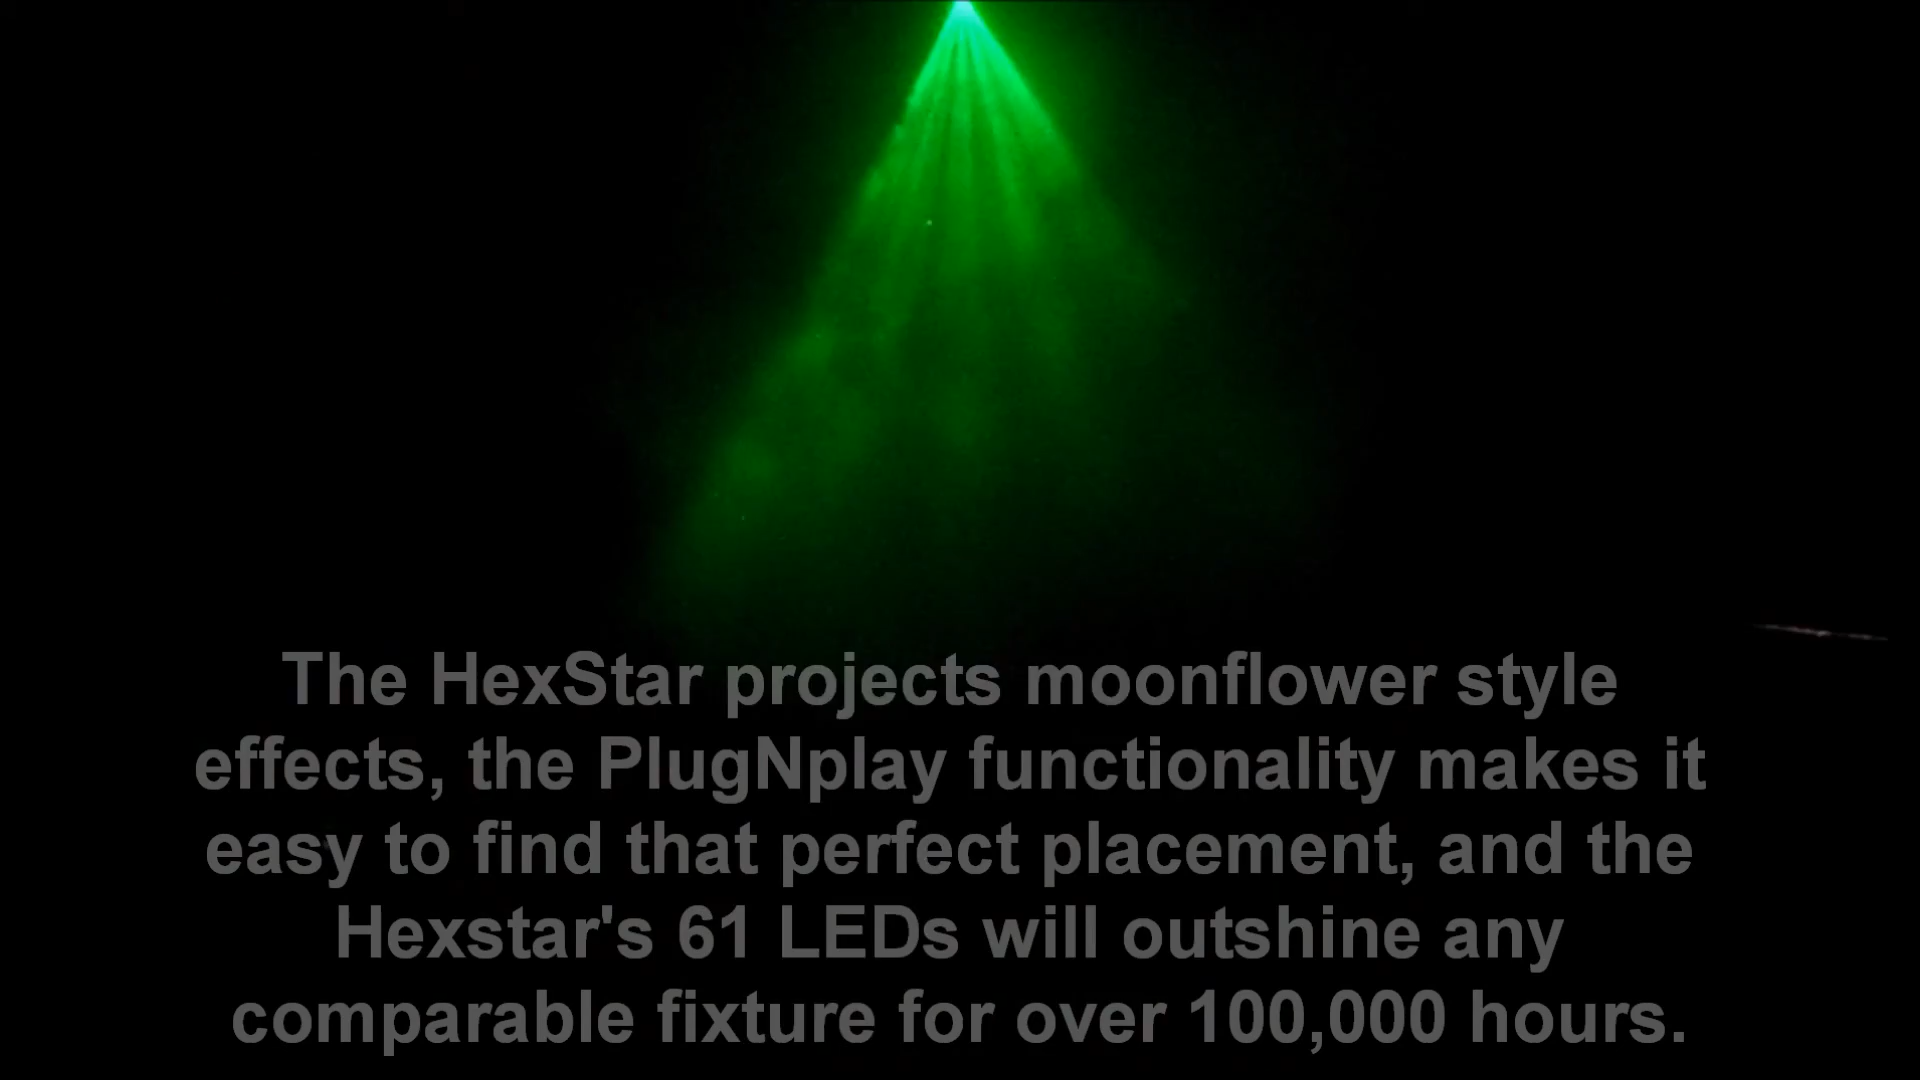 The HexStar projects moonflower style
effects, the PlugNplay functionality makes it
easy to find that perfect placement, and the
Hexstar's 61 LEDs will outshine any
comparable fixture for over 100,000 hours.